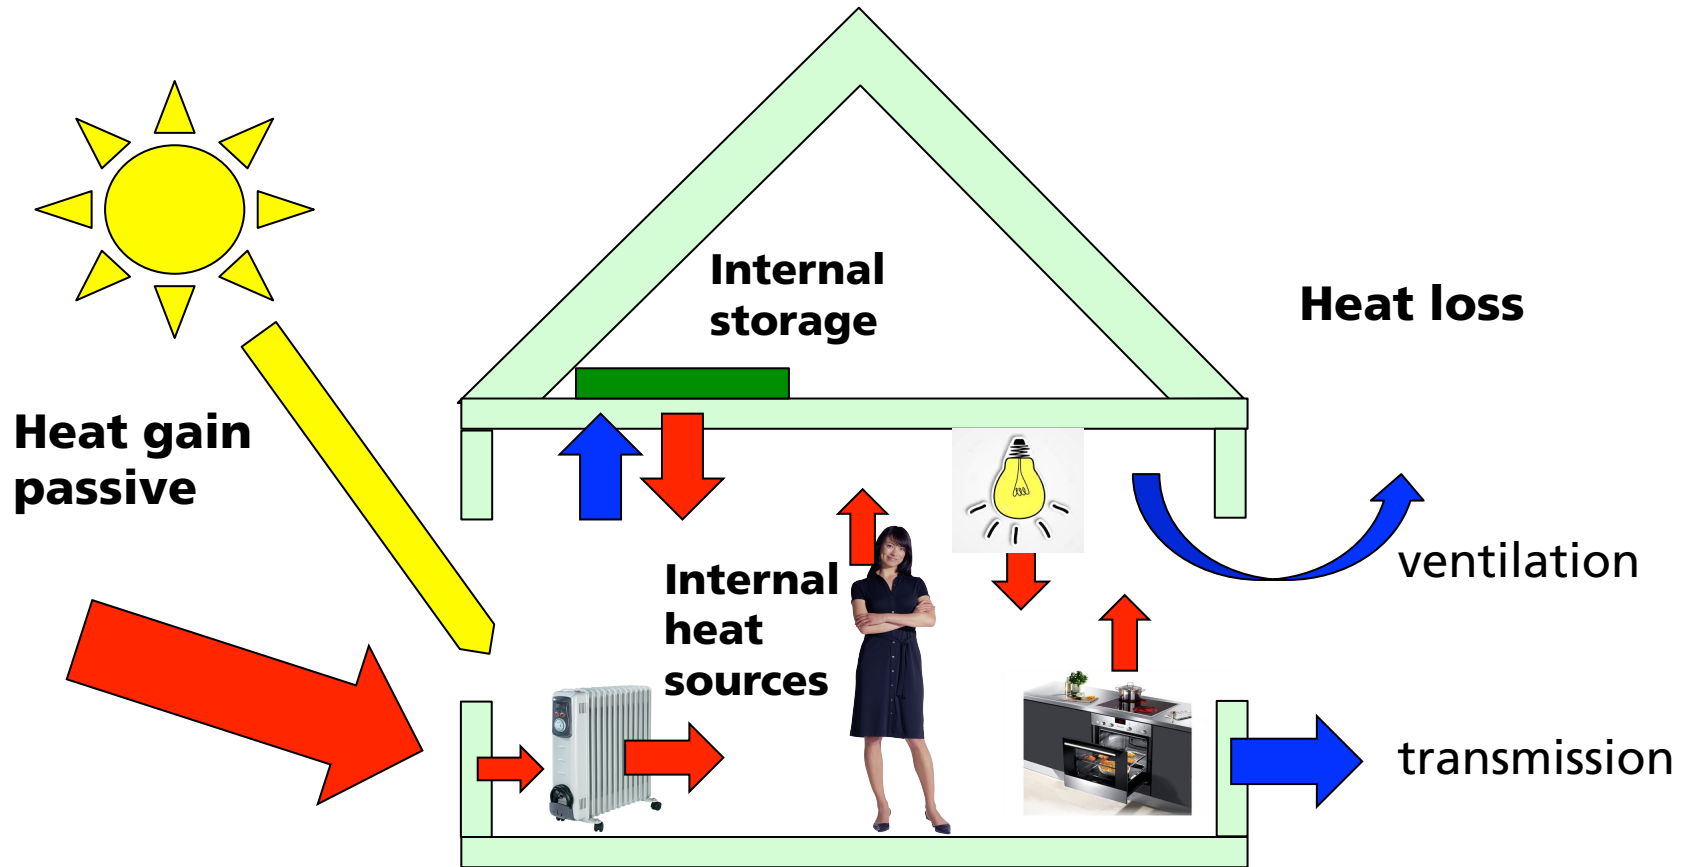 Internal
storage
Heat loss
Heat gain
passive
ventilation
Internal
heat
sources
transmission